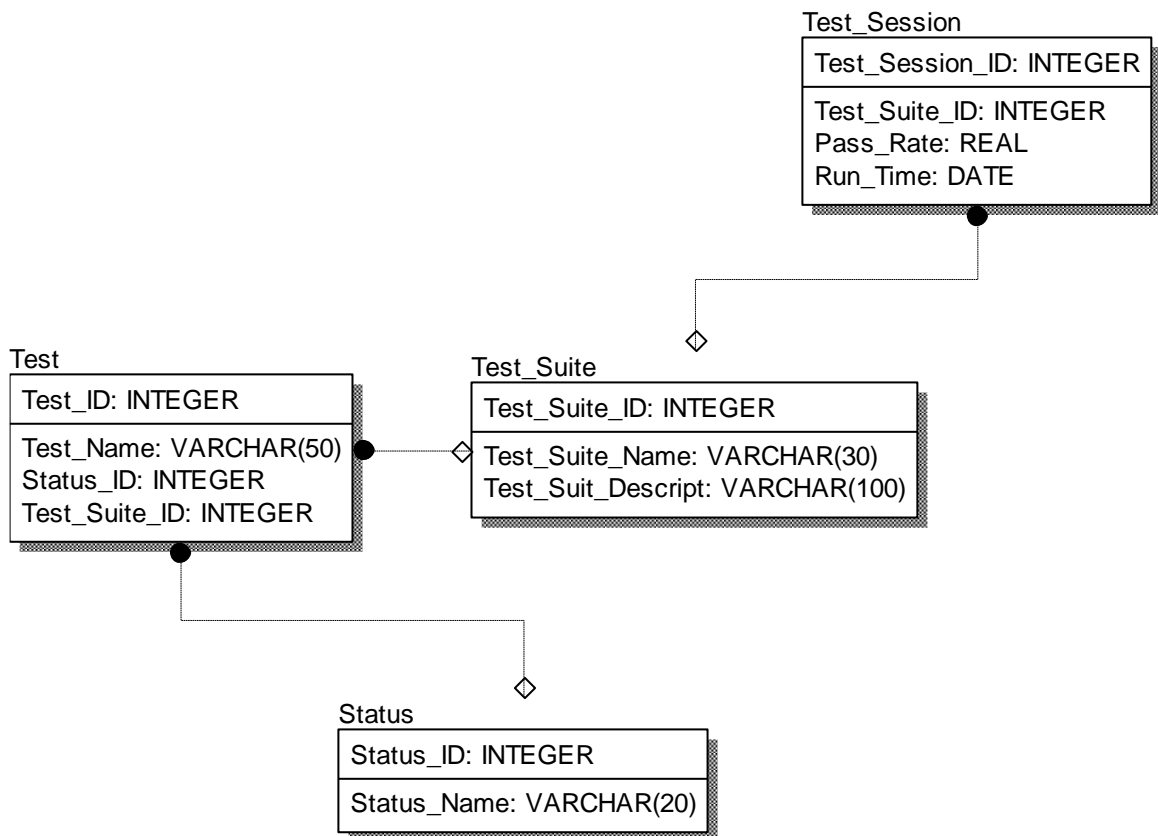 Test_Session
Test_Session_ID: INTEGER
Test_Suite_ID: INTEGER
Pass_Rate: REAL
Run_Time: DATE
Test
Test_ID: INTEGER
Test_Name: VARCHAR(50)
Status_ID: INTEGER
Test_Suite_ID: INTEGER
Test_Suite
Test_Suite_ID: INTEGER
Test_Suite_Name: VARCHAR(30)
Test_Suit_Descript: VARCHAR(100)
Status
Status_ID: INTEGER
Status_Name: VARCHAR(20)